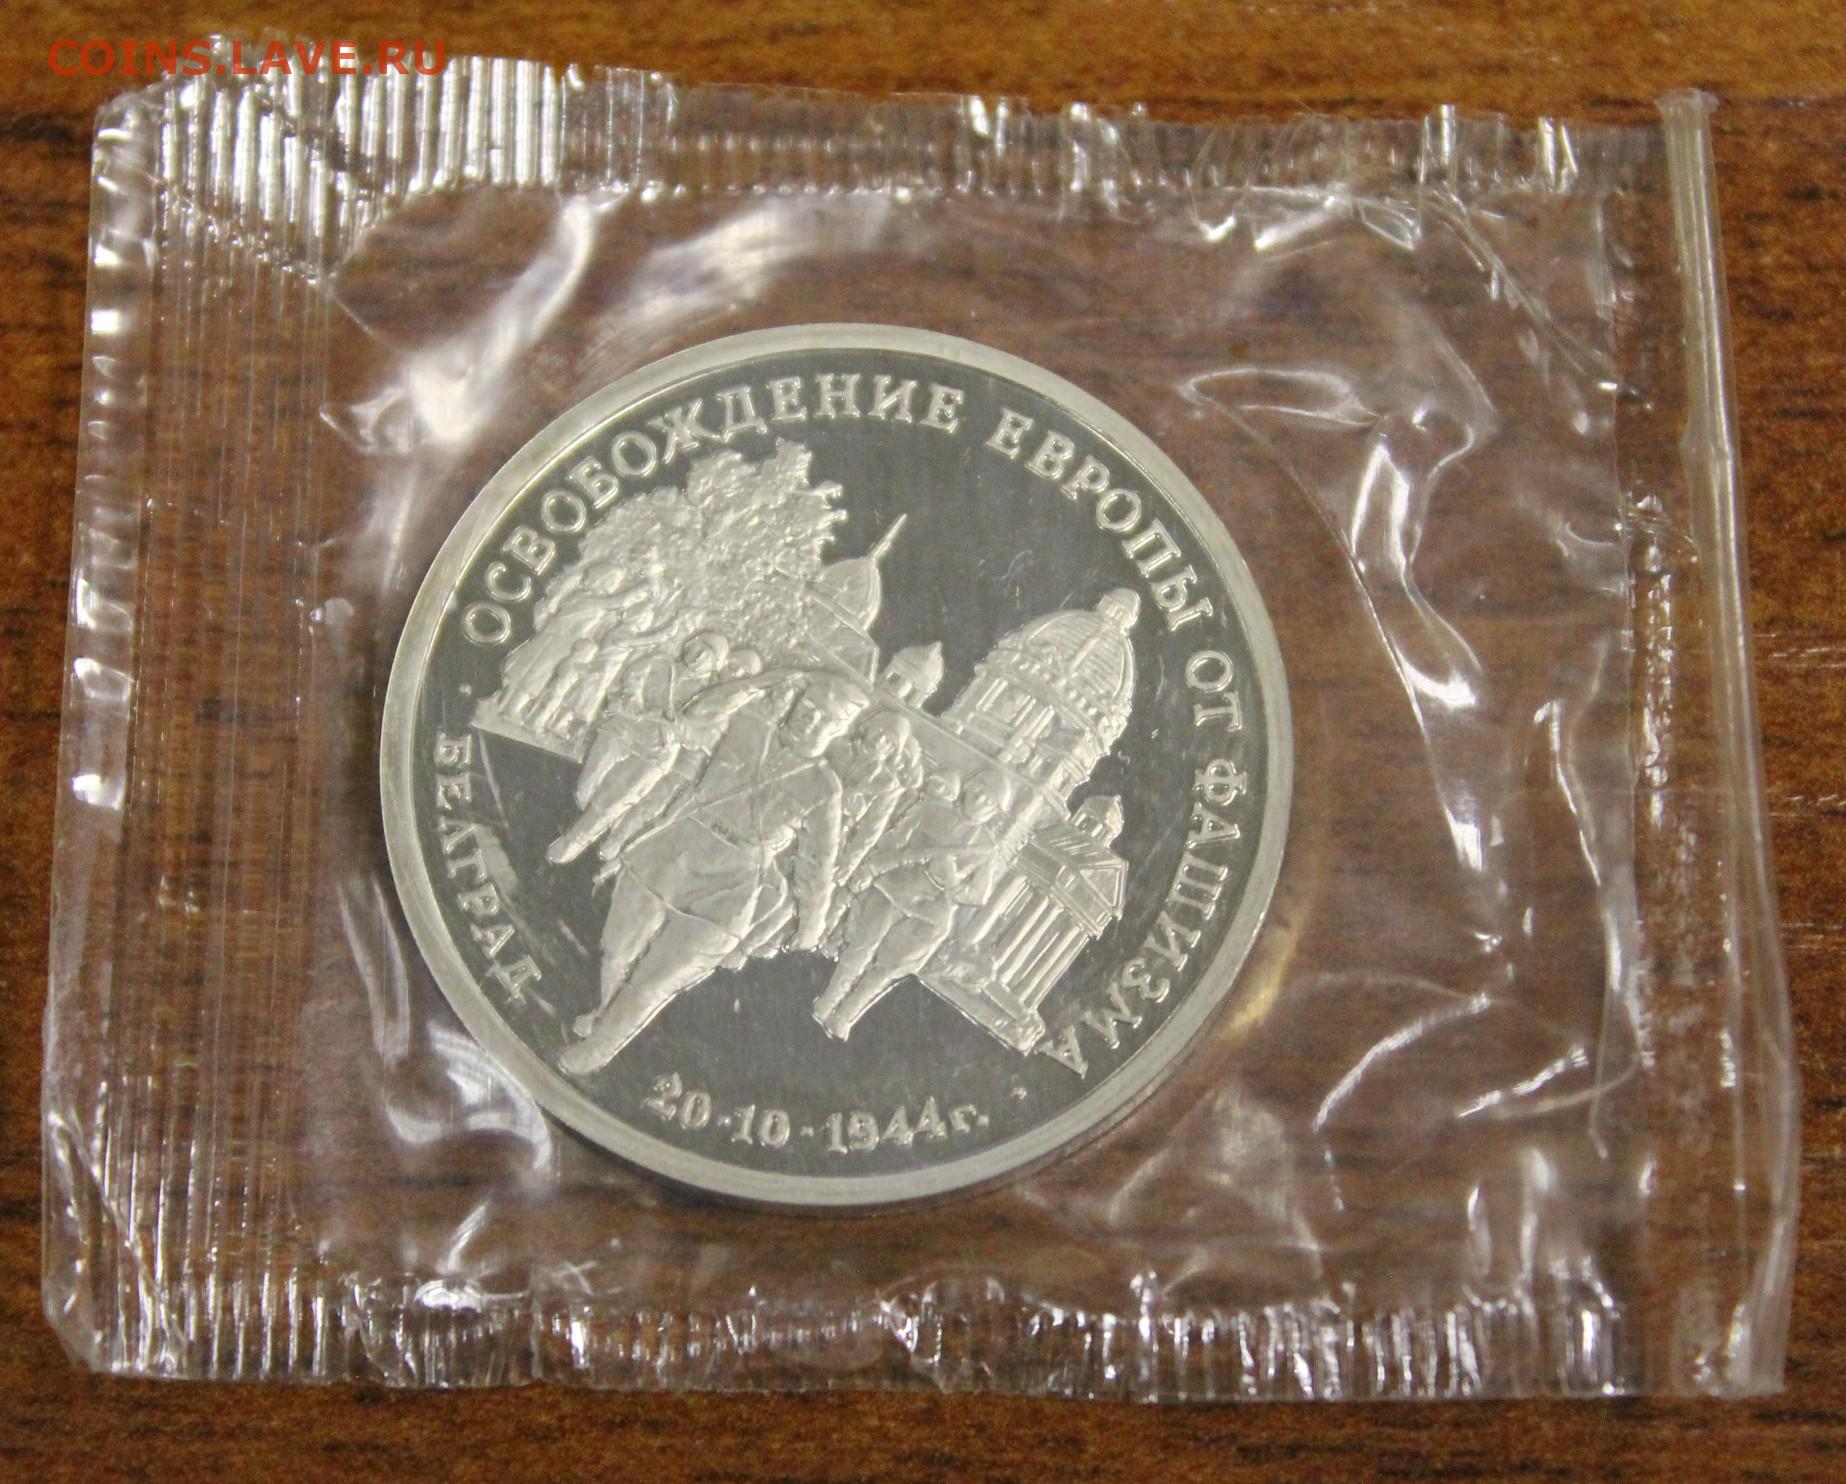 COINS.LAVE.RU
ОСВОБОЖДЕНИЕ ЕВРОПЫ ОТ ФАШИЗМА
БЕЛГРАД
20·10·1944г.